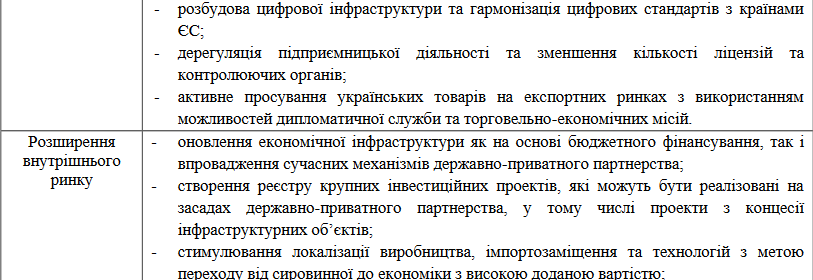 - розбудова цифрової інфраструктури та гармонізація цифрових стандартів з країнами
ЄС;
- дерегуляція підприємницької діяльності та зменшення кількості ліцензій та
контролюючих органів;
- активне просування українських товарів на експортних ринках з використанням
можливостей дипломатичної служби та торговельно-економічних місій.
Розширення
внутрішнього
ринку
- оновлення економічної інфраструктури як на основі бюджетного фінансування, так і
впровадження сучасних механізмів державно-приватного партнерства;
- створення реєстру крупних інвестиційних проектів, які можуть бути реалізовані на
засадах державно-приватного партнерства, у тому числі проекти з концесії
інфраструктурних об’єктів;
- стимулювання локалізації виробництва, імпортозаміщення та технологій з метою
переходу від сировинної до економіки з високою доданою вартістю;